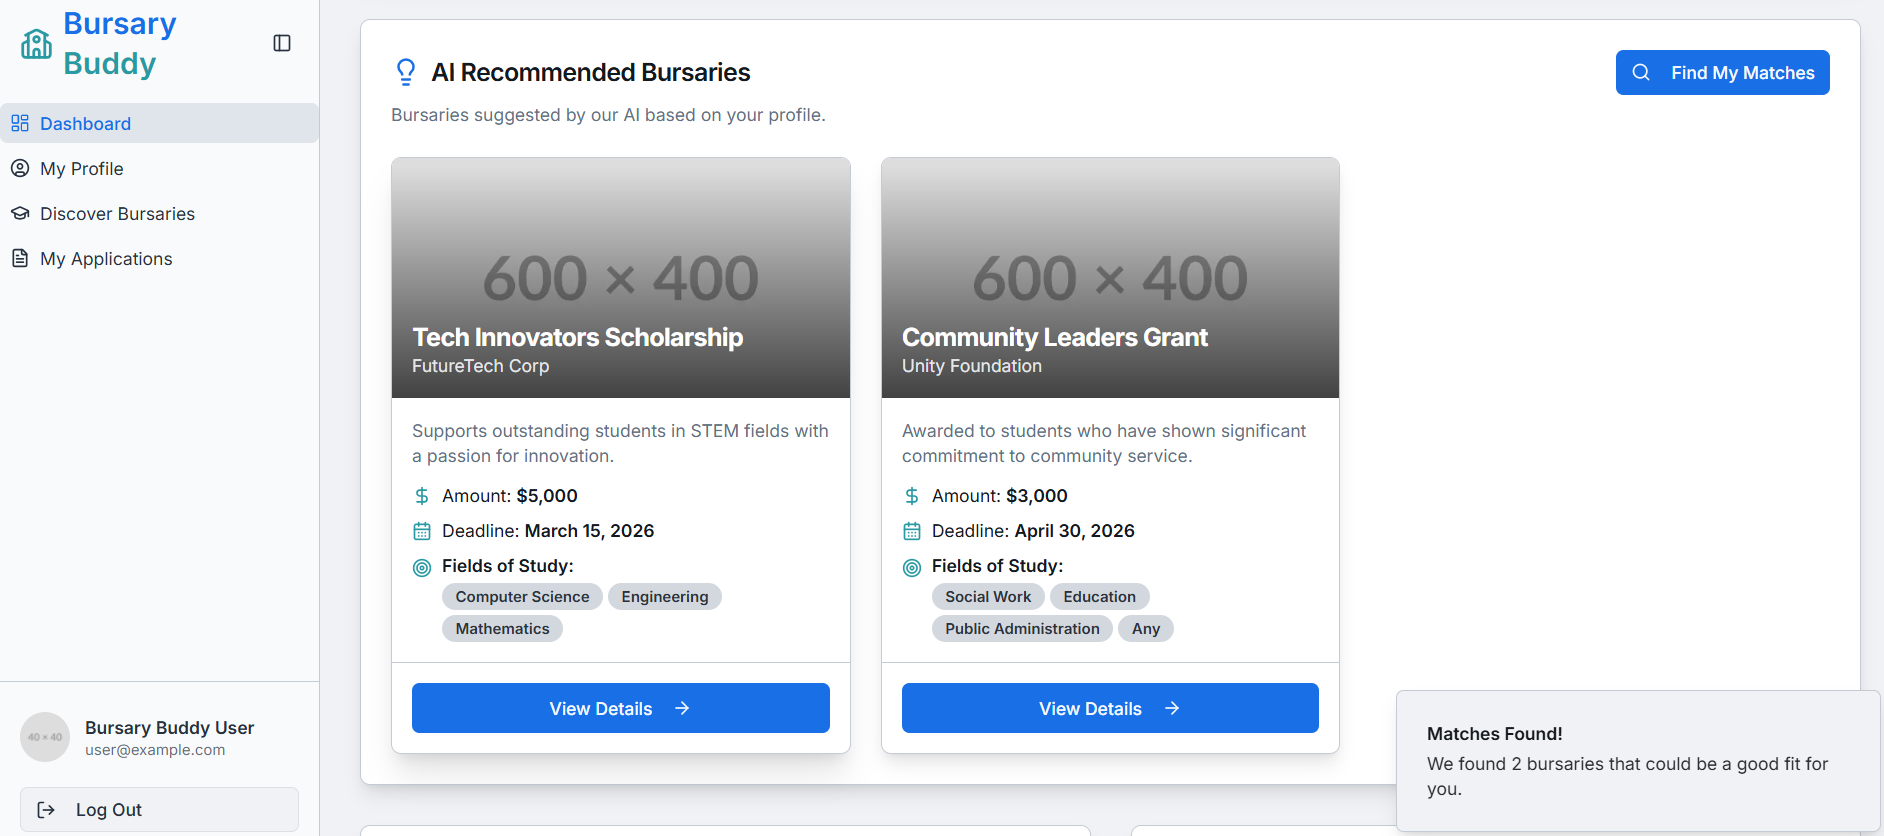 Bursary
Buddy
Dashboard
My Profile
Discover Bursaries
My Applications
Bursary Buddy User
user@example.com
40 × 40
Log Out
AI Recommended Bursaries
Find My Matches
Bursaries suggested by our AI based on your profile.
600 × 400
Tech Innovators Scholarship
FutureTech Corp
Supports outstanding students in STEM fields with
a passion for innovation.
Amount: $5,000
Deadline: March 15, 2026
Fields of Study:
Computer Science Engineering
Mathematics
View Details
600 × 400
Community Leaders Grant
Unity Foundation
Awarded to students who have shown significant
commitment to community service.
Amount: $3,000
Deadline: April 30, 2026
Fields of Study:
Social Work Education
Public Administration Any
View Details
Matches Found!
We found 2 bursaries that could be a good fit for
you.